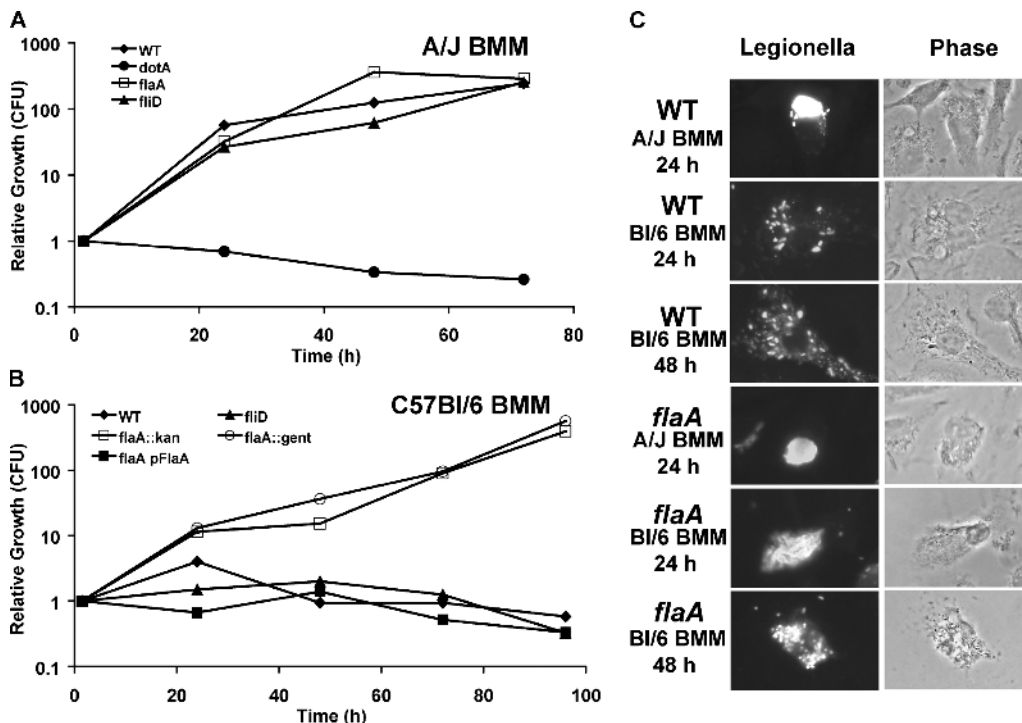 A
A/J BMM
WT
dotA
flaA
fliD
Relative Growth (CFU)
1000
100
10
1
0.1
0 20 40 60 80
Time (h)
B
C57Bl/6 BMM
WT
fliD
flaA::kan
flaA::gent
flaA pFlaA
Relative Growth (CFU)
1000
100
10
1
0.1
0 20 40 60 80 100
Time (h)
C
Legionella Phase
WT
A/J BMM
24 h
WT
Bl/6 BMM
24 h
WT
Bl/6 BMM
48 h
flaA
A/J BMM
24 h
flaA
Bl/6 BMM
24 h
flaA
Bl/6 BMM
48 h